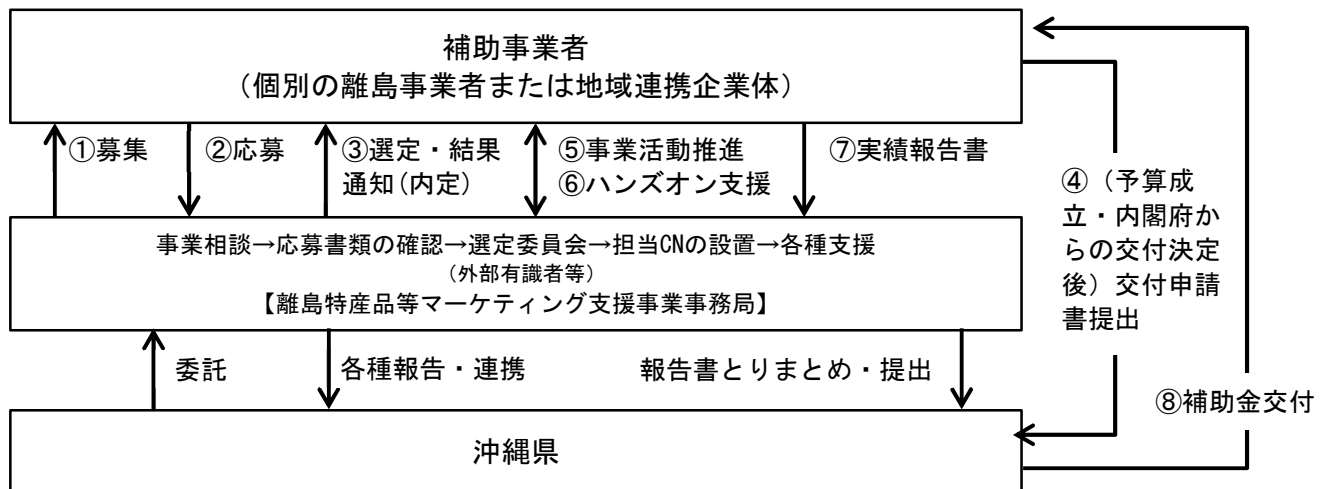 補助事業者
（個別の離島事業者または地域連携企業体）
①募集
②応募
③選定・結果
通知(内定)
⑤事業活動推進
⑥ハンズオン支援
⑦実績報告書
④（予算成
立・内閣府か
らの交付決定
後）交付申請
書提出
事業相談→応募書類の確認→選定委員会→担当CNの設置→各種支援
(外部有識者等)
【離島特産品等マーケティング支援事業事務局】
委託
各種報告・連携
報告書とりまとめ・提出
⑧補助金交付
沖縄県